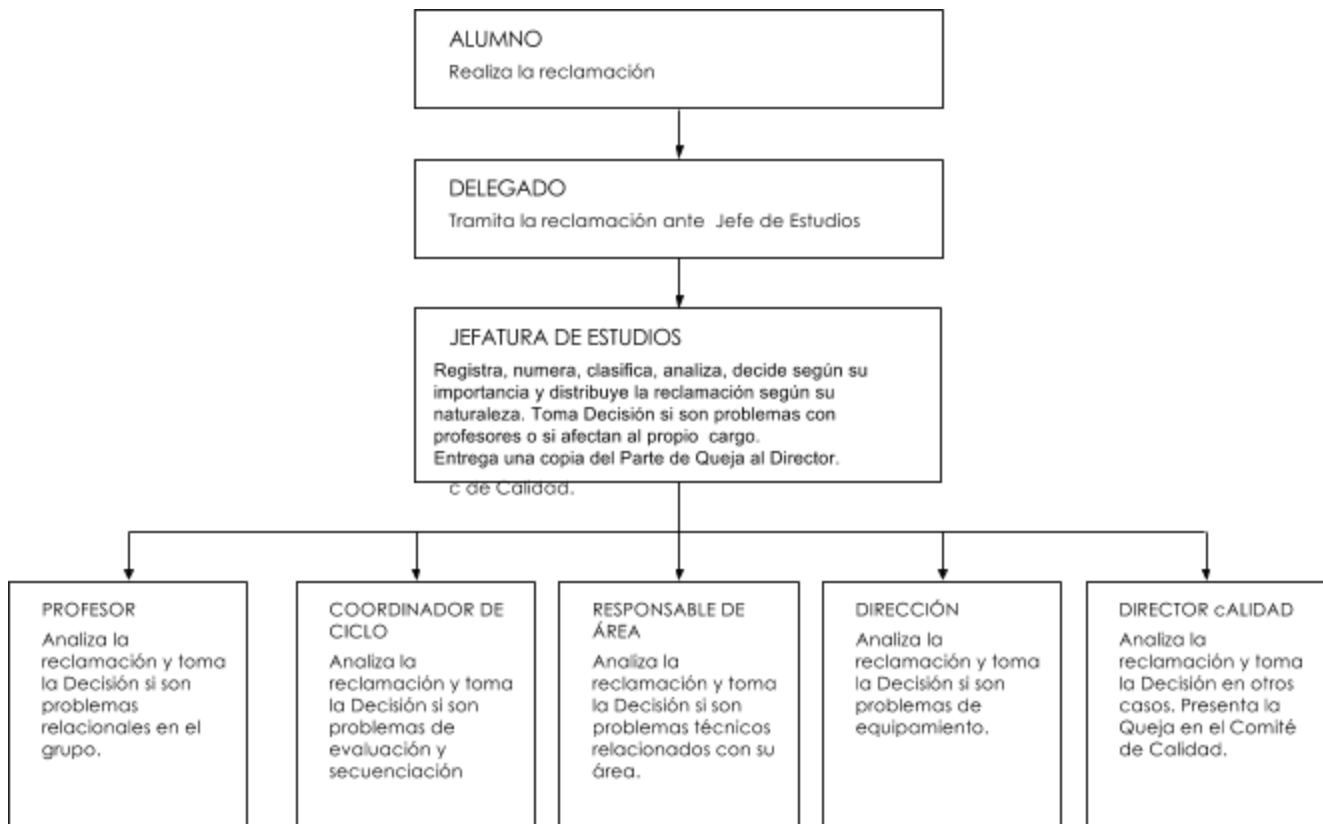 ALUMNO
Realiza la reclamación
DELEGADO
Tramita la reclamación ante Jefe de Estudios
JEFATURA DE ESTUDIOS
Registra, numera, clasifica, analiza, decide según su
importancia y distribuye la reclamación según su
naturaleza. Toma Decisión si son problemas con
profesores o si afectan al propio cargo.
Entrega una copia del Parte de Queja al Director.
c de Calidad.
PROFESOR
Analiza la
reclamación y toma
la Decisión si son
problemas
relacionales en el
grupo.
COORDINADOR DE
CICLO
Analiza la
reclamación y toma
la Decisión si son
problemas de
evaluación y
secuenciación
RESPONSABLE DE
ÁREA
Analiza la
reclamación y toma
la Decisión si son
problemas técnicos
relacionados con su
área.
DIRECCIÓN
Analiza la
reclamación y toma
la Decisión si son
problemas de
equipamiento.
DIRECTOR cALIDAD
Analiza la
reclamación y toma
la Decisión en otros
casos. Presenta la
Queja en el Comité
de Calidad.